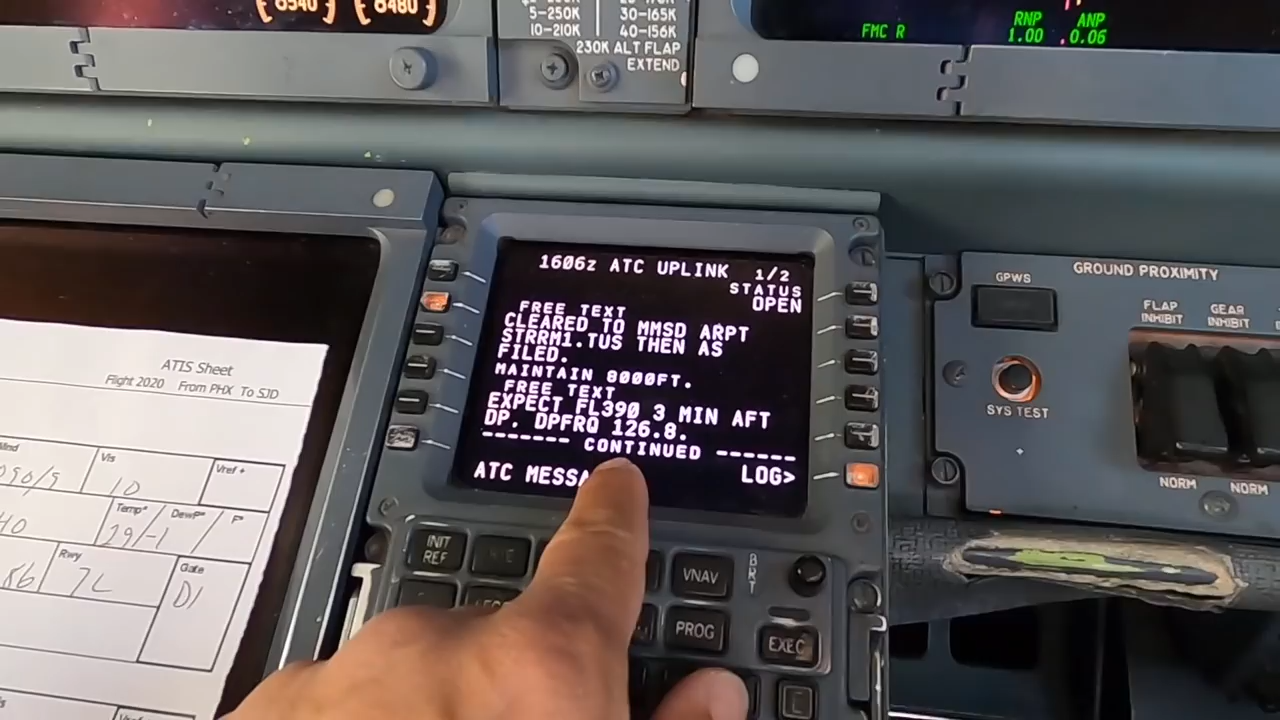 5-250K
10-210K
30-165K
40-156K
230K ALT FLAP
EXTEND
FMC R
RNP
1.00
ANP
0.06
1606z ATC UPLINK 1/2
STATUS
OPEN
FREE TEXT
CLEARED TO MMSD ARPT
STRRM1.TUS THEN AS
FILED.
MAINTAIN 8000FT.
FREE TEXT
EXPECT FL390 3 MIN AFT
DP. DPFRQ 126.8.
------- CONTINUED ------
ATC MESSA
LOG>
INIT
REF
VNAV
BRT
PROG
EXEC
GROUND PROXIMITY
GPWS
FLAP
INHIBIT
GEAR
INHIBIT
SYS TEST
NORM
NORM
ATIS Sheet
Flight 2020 From PHX To SJD
Vis
10
Vref+
Temp°
Dewp°
F°
29/-1
Rwy
7L
Gate
D1